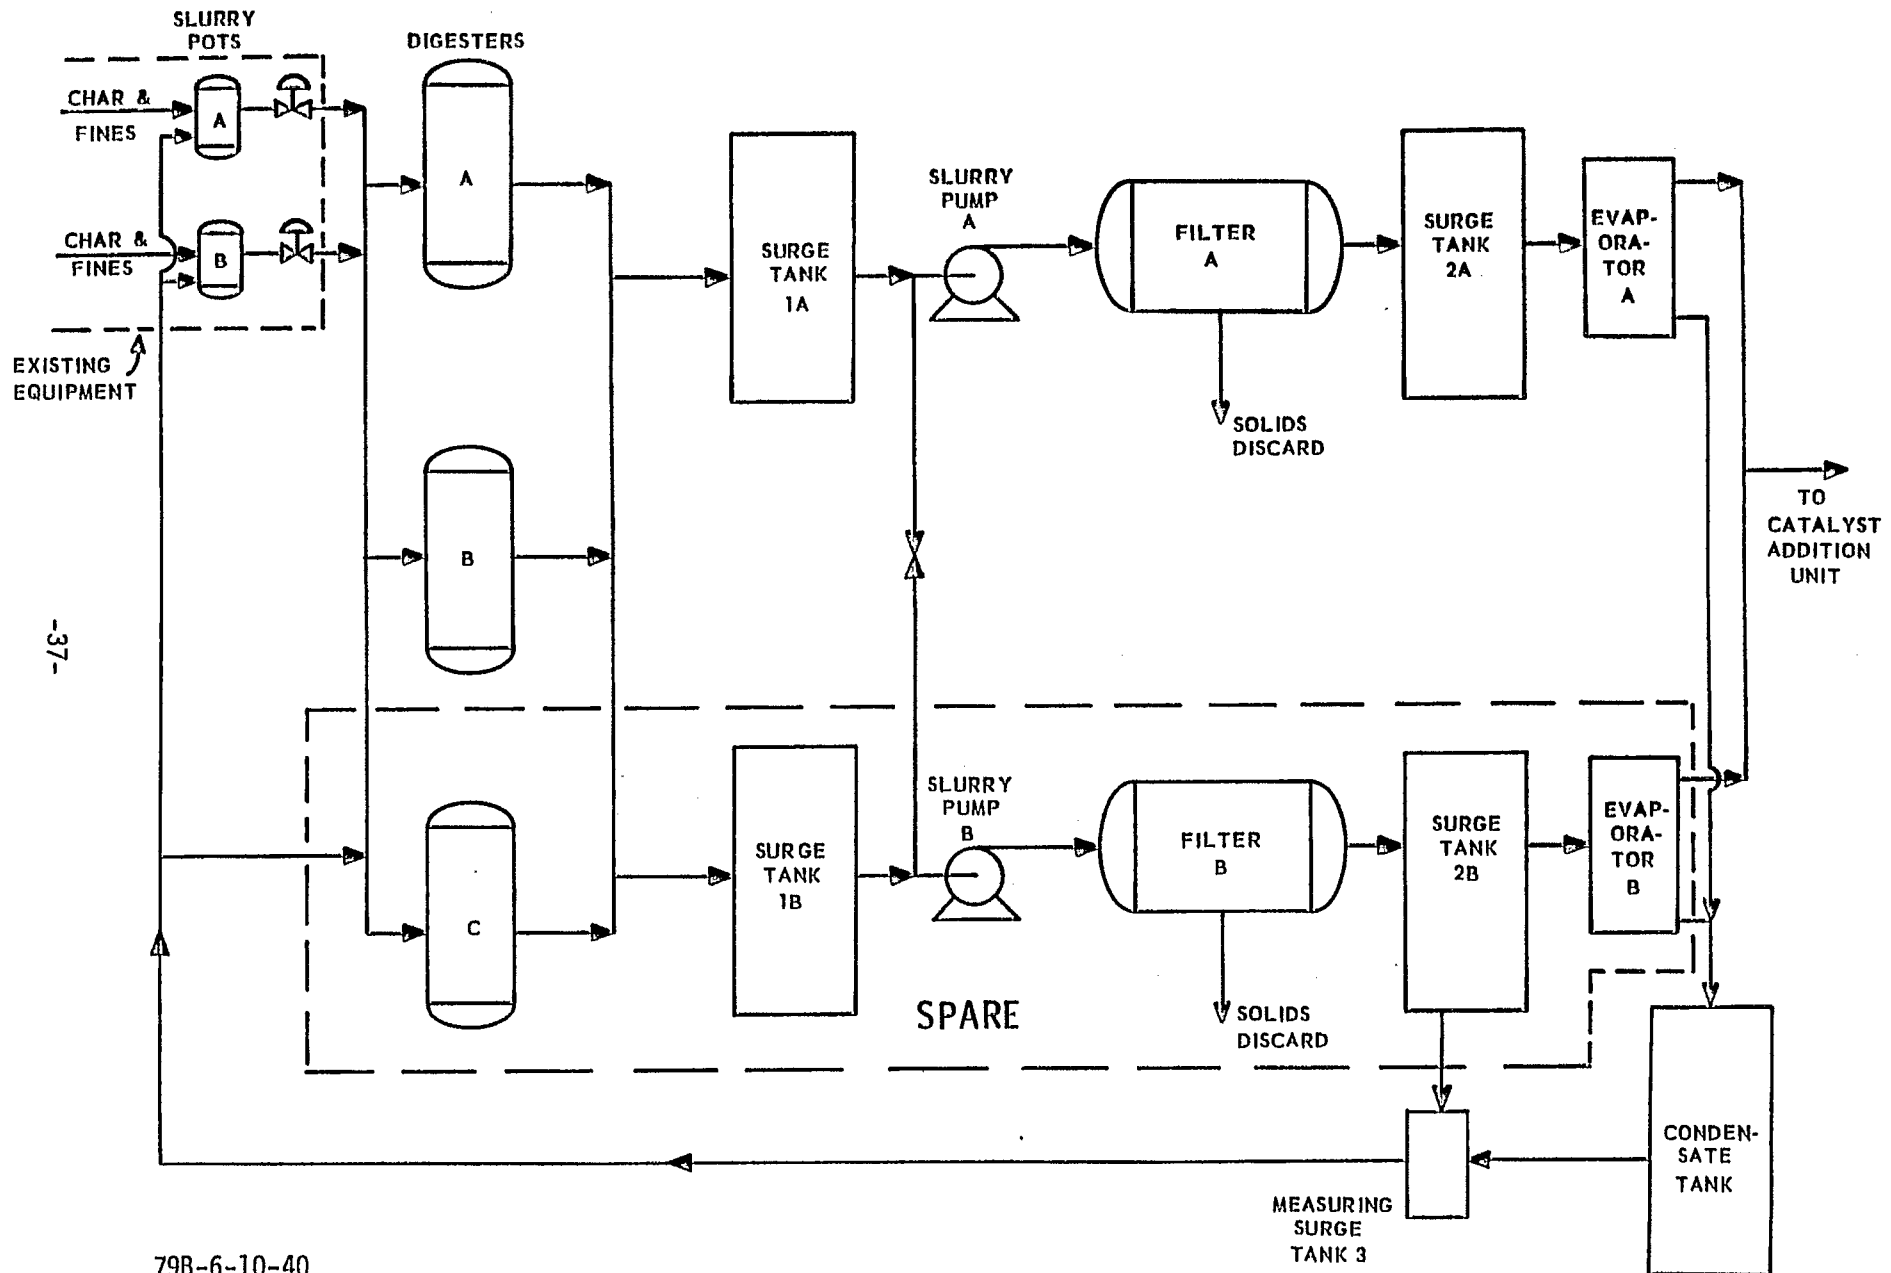 SLURRY
POTS
CHAR &
FINES
A
CHAR &
FINES
B
EXISTING
EQUIPMENT
DIGESTERS
A
B
C
SURGE
TANK
1A
SLURRY
PUMP
A
FILTER
A
SOLIDS
DISCARD
SURGE
TANK
2A
EVAP-
ORA-
TOR
A
TO
CATALYST
ADDITION
UNIT
-37-
SURGE
TANK
1B
SLURRY
PUMP
B
FILTER
B
SOLIDS
DISCARD
SPARE
SURGE
TANK
2B
EVAP-
ORA-
TOR
B
CONDEN-
SATE
TANK
MEASURING
SURGE
TANK 3
79B-6-10-40